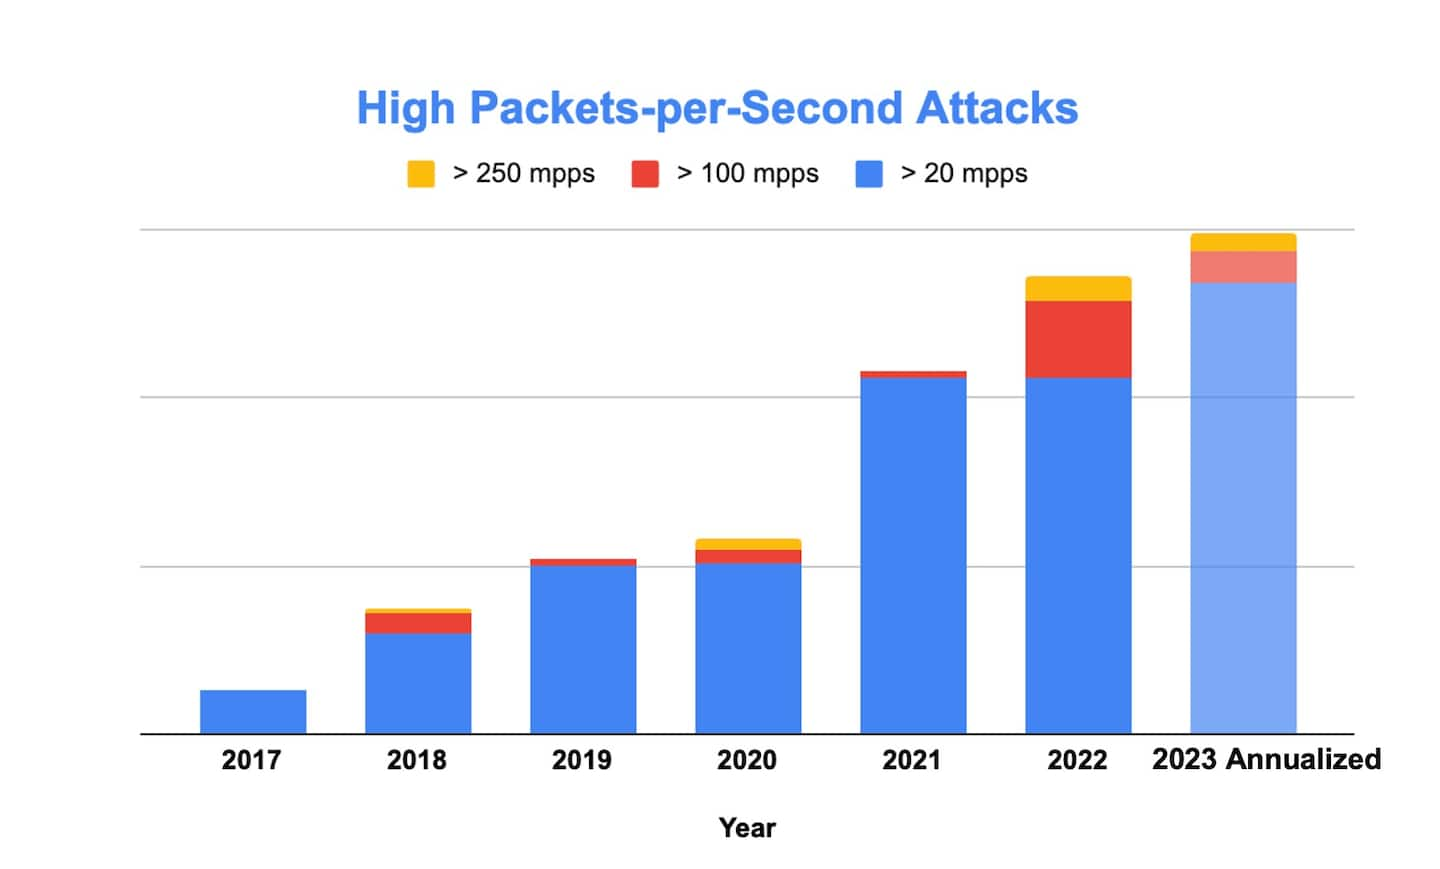 High Packets-per-Second Attacks
> 250 mpps > 100 mpps > 20 mpps
2017 2018 2019 2020 2021 2022 2023 Annualized
Year